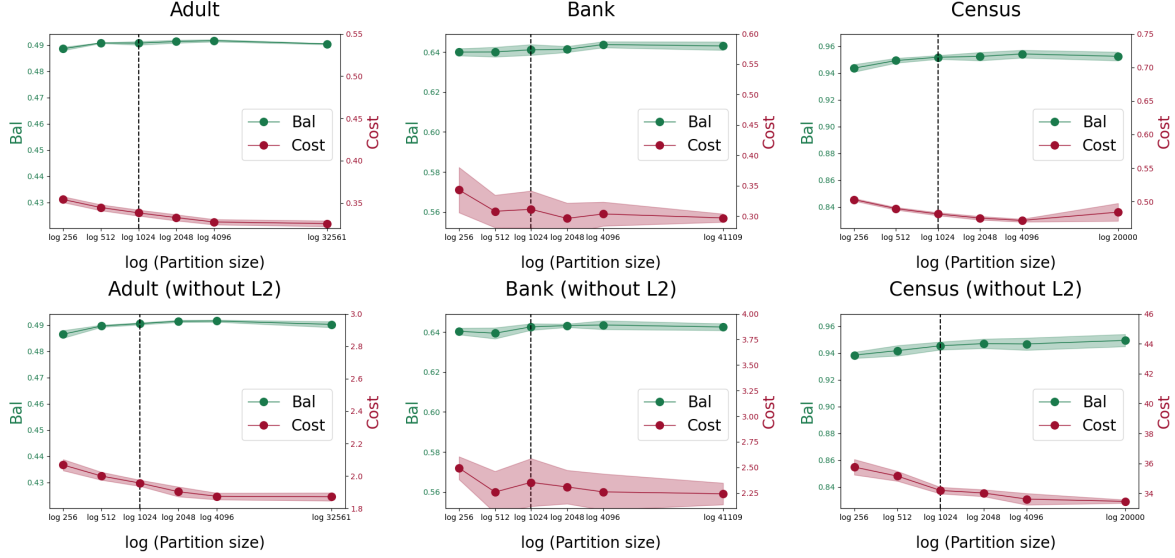 Adult
0.49
0.48
0.47
0.46
0.45
0.44
0.43
Bal
0.55
0.50
0.45
0.40
0.35
Cost
Bal
Cost
log 256
log 512
log 1024
log 2048
log 4096
log 32561
log (Partition size)
Bank
0.64
0.62
0.60
0.58
0.56
Bal
0.60
0.55
0.50
0.45
0.40
0.35
0.30
Cost
Bal
Cost
log 256
log 512
log 1024
log 2048
log 4096
log 41109
log (Partition size)
Census
0.96
0.94
0.92
0.90
0.88
0.86
0.84
Bal
0.75
0.70
0.65
0.60
0.55
0.50
Cost
Bal
Cost
log 256
log 512
log 1024
log 2048
log 4096
log 20000
log (Partition size)
Adult (without L2)
0.49
0.48
0.47
0.46
0.45
0.44
0.43
Bal
3.0
2.8
2.6
2.4
2.2
2.0
1.8
Cost
Bal
Cost
log 256
log 512
log 1024
log 2048
log 4096
log 32561
log (Partition size)
Bank (without L2)
0.64
0.62
0.60
0.58
0.56
Bal
4.00
3.75
3.50
3.25
3.00
2.75
2.50
2.25
Cost
Bal
Cost
log 256
log 512
log 1024
log 2048
log 4096
log 41109
log (Partition size)
Census (without L2)
0.96
0.94
0.92
0.90
0.88
0.86
0.84
Bal
46
44
42
40
38
36
34
Cost
Bal
Cost
log 256
log 512
log 1024
log 2048
log 4096
log 20000
log (Partition size)